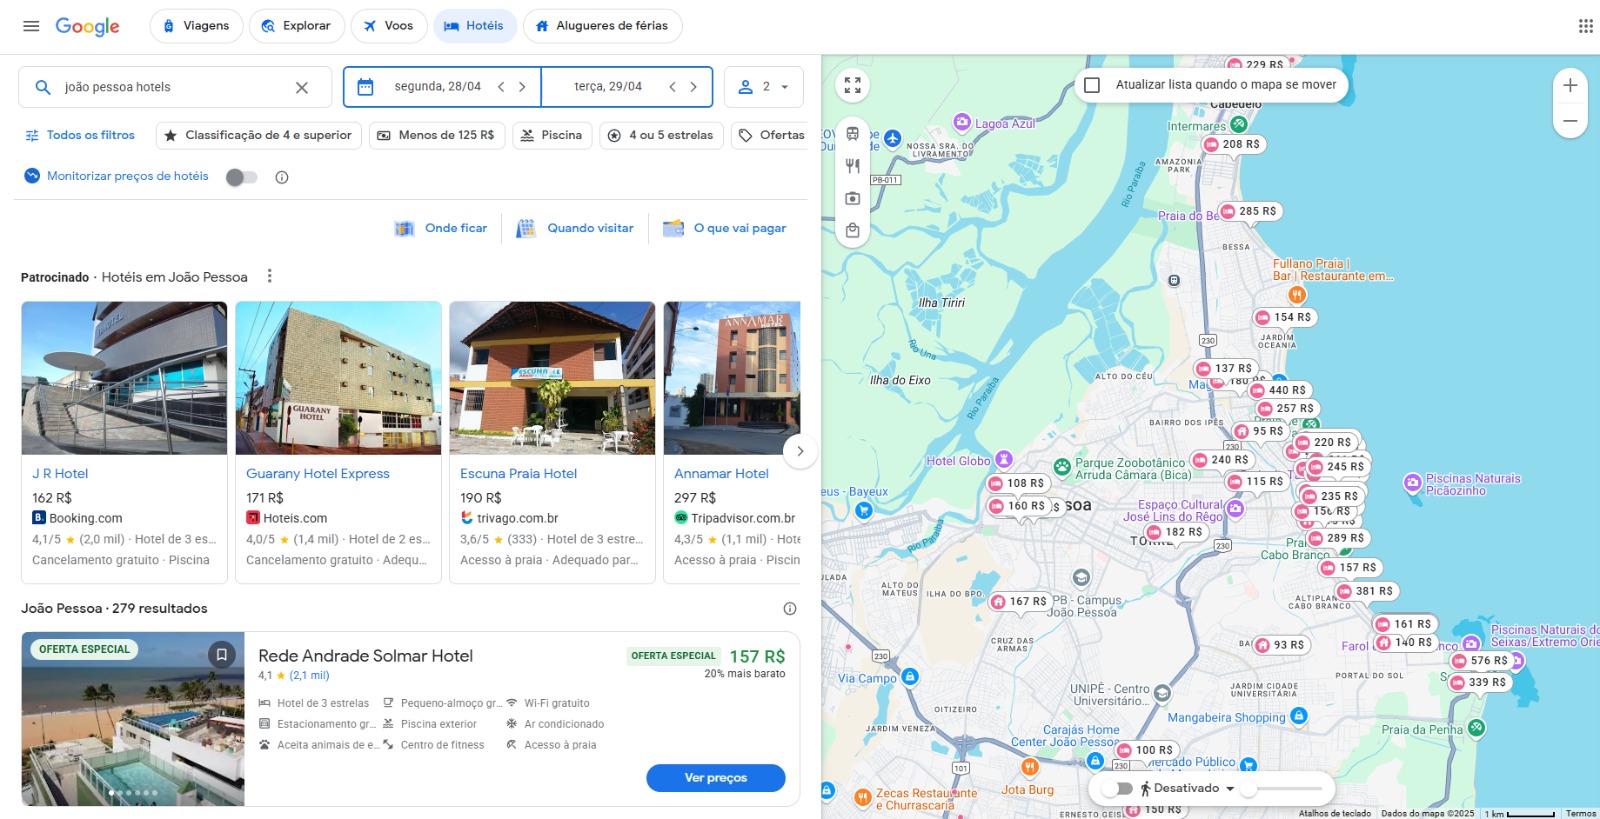 Google
Viagens
Explorar
Voos
Hotéis
Alugueres de férias
joão pessoa hotels
segunda, 28/04
terça, 29/04
2
Todos os filtros
Classificação de 4 e superior
Menos de 125 R$
Piscina
4 ou 5 estrelas
Ofertas
Monitorizar preços de hotéis
Onde ficar
Quando visitar
O que vai pagar
Patrocinado · Hotéis em João Pessoa
J R Hotel
162 R$
Booking.com
4,1/5 ★ (2,0 mil) · Hotel de 3 es...
Cancelamento gratuito · Piscina
GUARANY
HOTEL
Guarany Hotel Express
171 R$
Hoteis.com
4,0/5 ★ (1,4 mil) · Hotel de 2 es...
Cancelamento gratuito · Adequ...
Escuna Praia Hotel
190 R$
trivago.com.br
3,6/5 ★ (333) · Hotel de 3 estre...
Acesso à praia · Adequado par...
ANNAMAR
HOTEL
Annamar Hotel
297 R$
Tripadvisor.com.br
4,3/5 ★ (1,1 mil) · Hote
Acesso à praia · Piscin
João Pessoa · 279 resultados
OFERTA ESPECIAL
Rede Andrade Solmar Hotel
4,1 ★ (2,1 mil)
OFERTA ESPECIAL 157 R$
20% mais barato
Hotel de 3 estrelas
Pequeno-almoço gr...
Wi-Fi gratuito
Estacionamento gr...
Piscina exterior
Ar condicionado
Aceita animais de e...
Centro de fitness
Acesso à praia
Ver preços
Atualizar lista quando o mapa se mover
229 R$
Cabedelo
Lagoa Azul
Intermares
NOSSA SRA. DO
LIVRAMENTO
208 R$
AMAZONIA
PARK
PB-011
Rio Paraíba
Praia do Be
285 R$
BESSA
Fullano Praia |
Bar | Restaurante em...
Ilha Tiriri
154 R$
JARDIM
OCEANIA
230
Rio Una
137 R$
Ilha do Eixo
ALTO DO CÉU
440 R$
Rio Paraíba
257 R$
BAIRRO DOS IPÊS
95 R$
230
220 R$
Hotel Globo
Parque Zoobotânico
Arruda Câmara (Bica)
240 R$
245 R$
108 R$
115 R$
Piscinas Naturais
Picãozinho
eus - Bayeux
235 R$
160 R$
soa
Espaço Cultural
José Lins do Rêgo
156 R$
182 R$
TORRE
230
289 R$
Cabo Branco
Rio Paraíba
157 R$
ALTO DO
MATEUS
ILHA DO BPO.
167 R$
PB - Campus
João Pessoa
381 R$
ALTIPLANO
CABO BRANCO
161 R$
CRUZ DAS
ARMAS
93 R$
140 R$
Piscinas Naturais do
Seixas/Extremo Orie
230
576 R$
Via Campo
PORTAL DO SOL
339 R$
UNIPÊ - Centro
Universitário...
JARDIM CIDADE
UNIVERSITÁRIA
OITIZEIRO
Mangabeira Shopping
JARDIM VENEZA
Carajás Home
Center João Pessoa
Praia da Penha
100 R$
101
230
Mercado Público
Jota Burg
Desativado
Zecas Restaurante
e Churrascaria
150 R$
ERNESTO GEIS
Atalhos de teclado
Dados do mapa ©2025
1 km
Termos